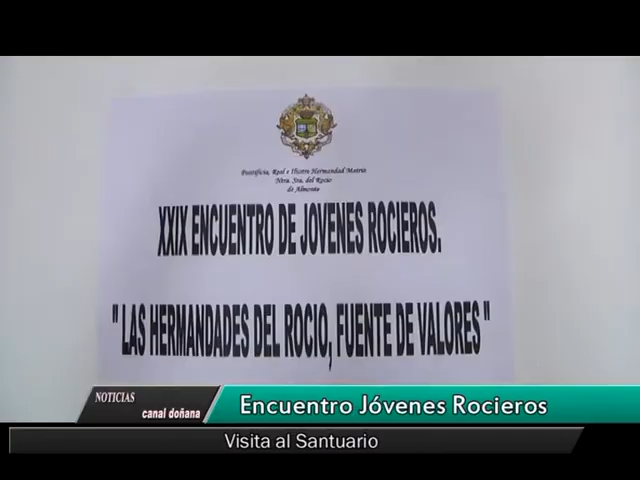 Pontificia, Real e Ilustre Hermandad Matriz
Ntra. Sra. del Rocío
de Almonte
XXIX ENCUENTRO DE JOVENES ROCIEROS.
"LAS HERMANDADES DEL ROCIO, FUENTE DE VALORES"
NOTICIAS
canal doñana
Encuentro Jóvenes Rocieros
Visita al Santuario